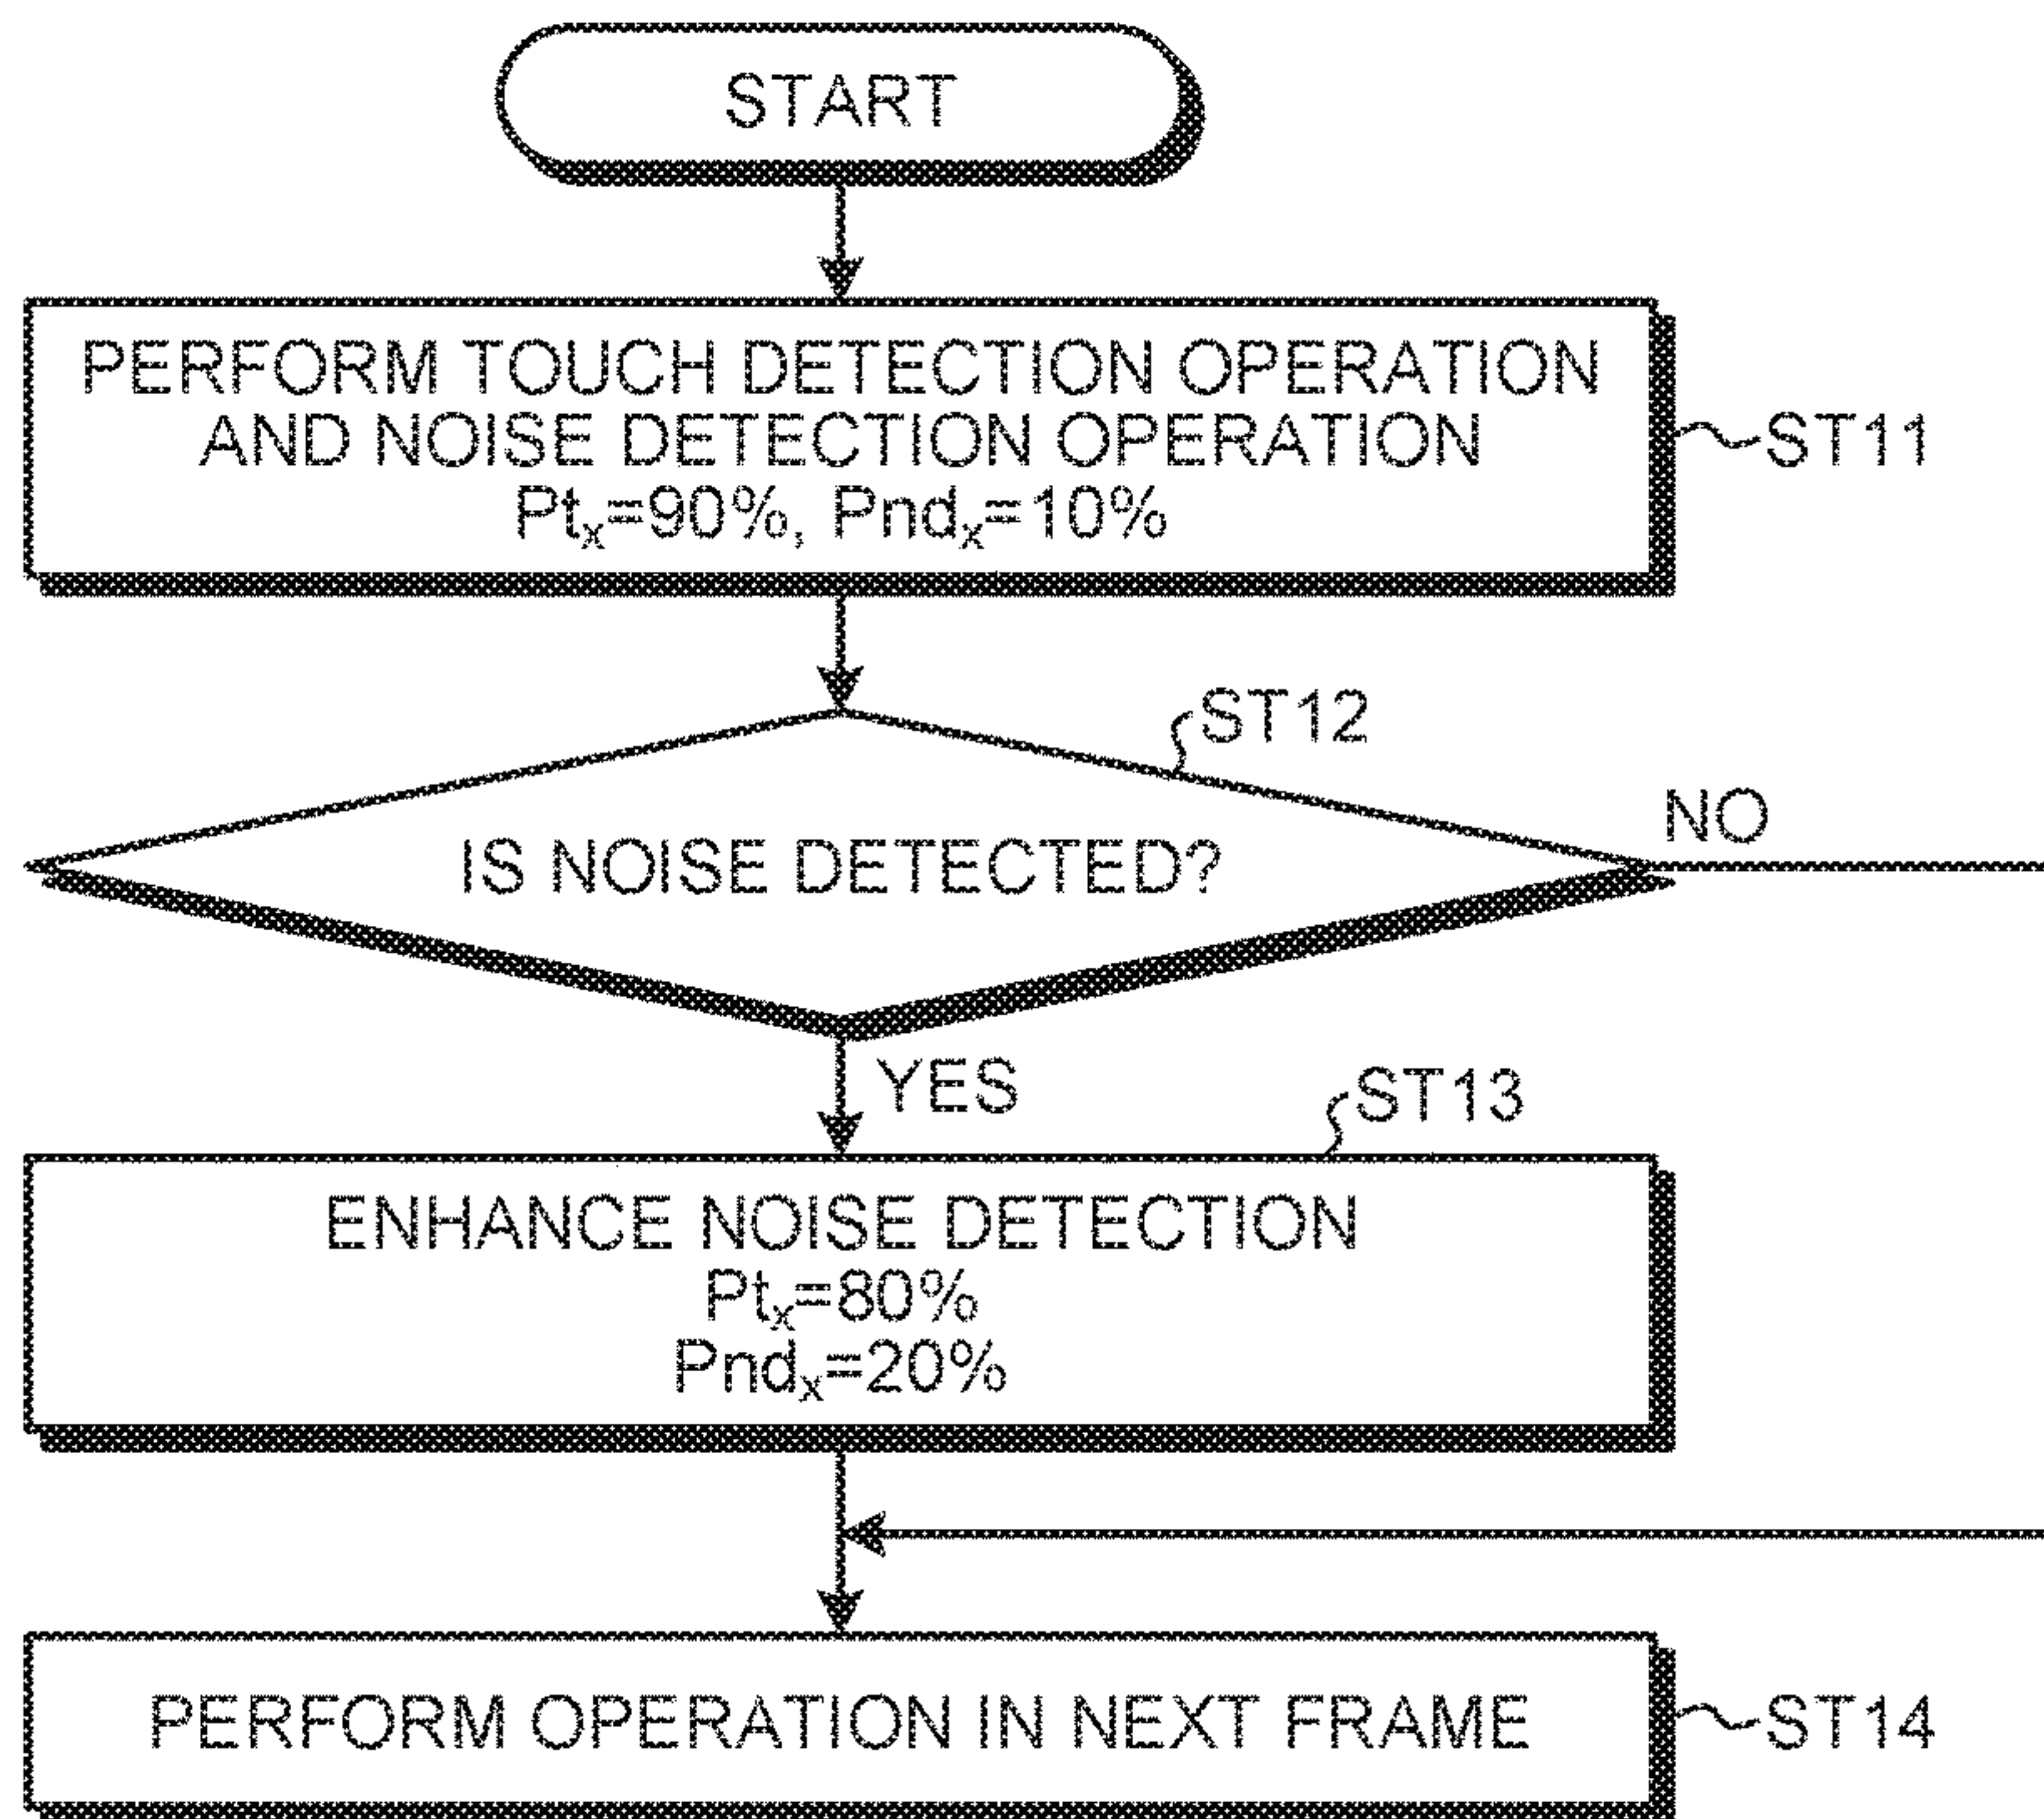 START
PERFORM TOUCH DETECTION OPERATION
AND NOISE DETECTION OPERATION
Ptₓ=90%, Pndₓ=10%
ST11
ST12
IS NOISE DETECTED?
NO
YES
ST13
ENHANCE NOISE DETECTION
Ptₓ=80%
Pndₓ=20%
PERFORM OPERATION IN NEXT FRAME
ST14